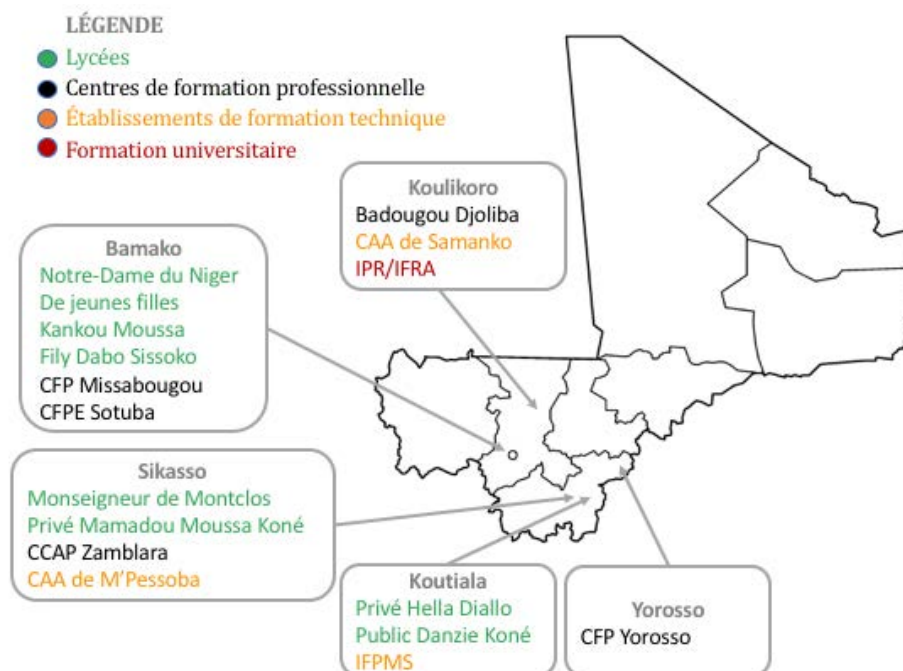 LÉGENDE
Lycées
Centres de formation professionnelle
Établissements de formation technique
Formation universitaire
Koulikoro
Badougou Djoliba
CAA de Samanko
IPR/IFRA
Bamako
Notre-Dame du Niger
De jeunes filles
Kankou Moussa
Fily Dabo Sissoko
CFP Missabougou
CFPE Sotuba
Sikasso
Monseigneur de Montclos
Privé Mamadou Moussa Koné
CCAP Zamblara
CAA de M'Pessoba
Koutiala
Privé Hella Diallo
Public Danzie Koné
IFPMS
Yorosso
CFP Yorosso